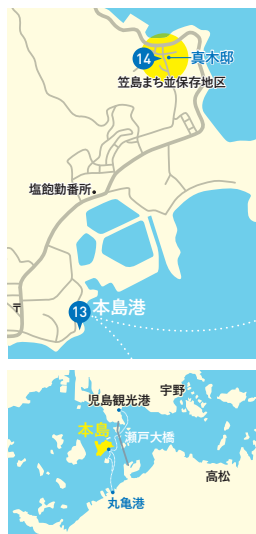 14 真木邸
笠島まち並保存地区
塩飽勤番所
〒
13 本島港
宇野
児島観光港
本島
瀬戸大橋
高松
丸亀港